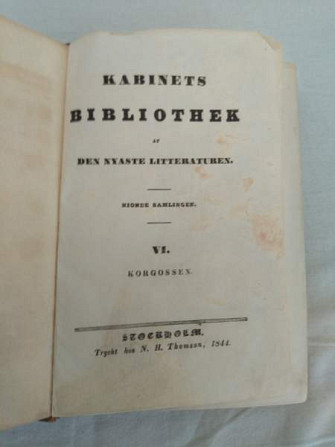 KABINETS
BIBLIOTHEK
AF
DEN NYASTE LITTERATUREN.
NIONDE SAMLINGEN.
VI.
KORGOSSEN.
STOCKHOLM,
Tryckt hos N. H. Thomson, 1844.